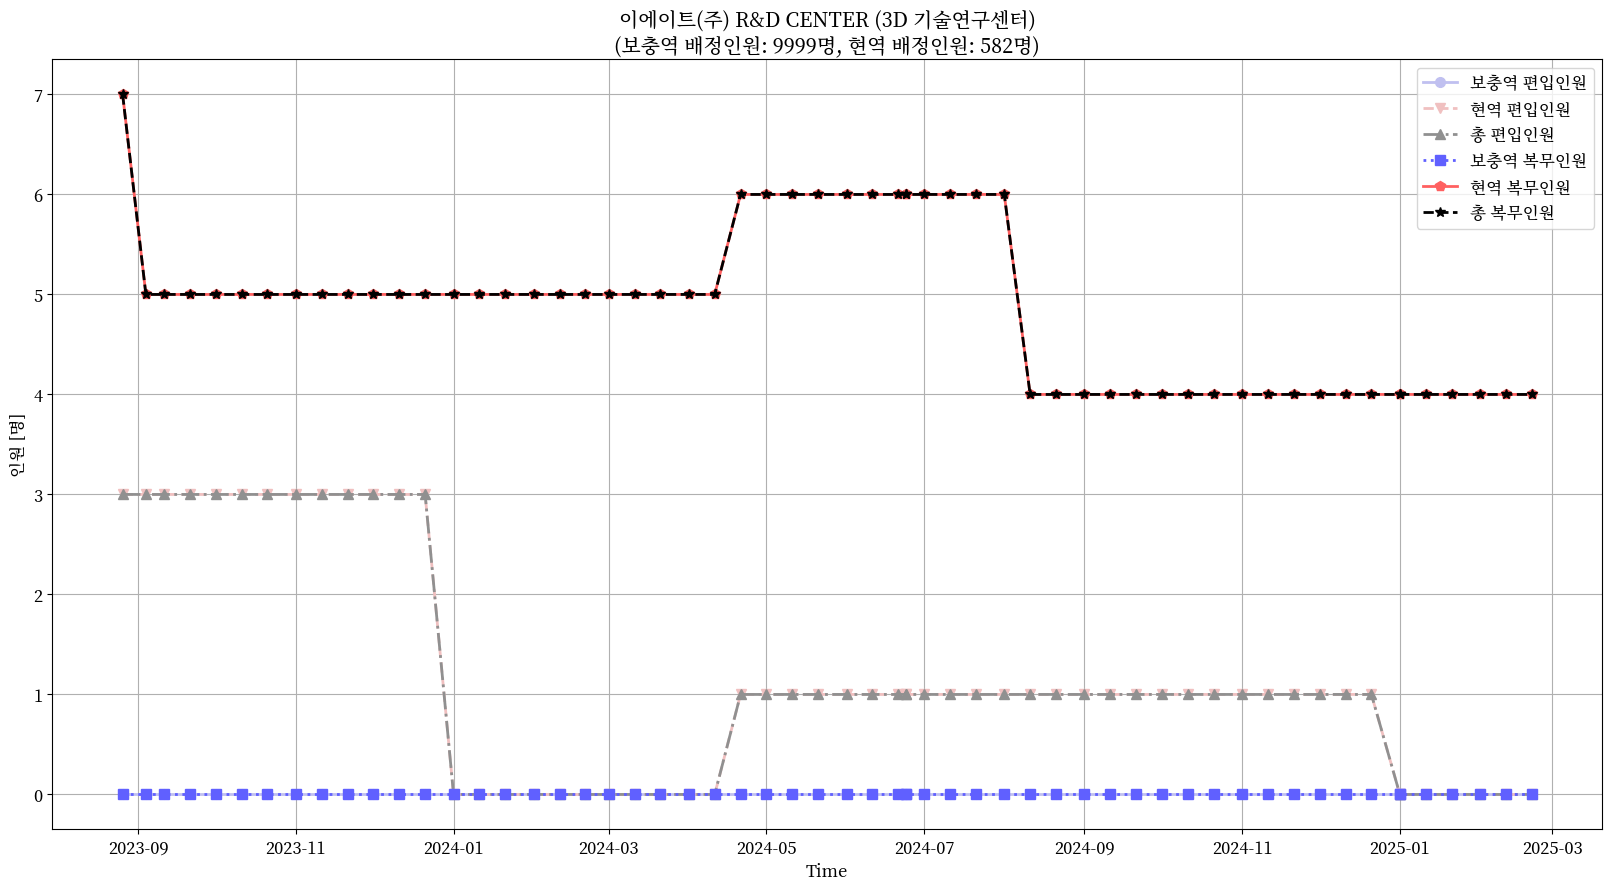 이에이트(주) R&D CENTER (3D 기술연구센터)
(보충역 배정인원: 9999명, 현역 배정인원: 582명)
보충역 편입인원
현역 편입인원
총 편입인원
보충역 복무인원
현역 복무인원
총 복무인원
인원 [명]
7
6
5
4
3
2
1
0
2023-09
2023-11
2024-01
2024-03
2024-05
2024-07
2024-09
2024-11
2025-01
2025-03
Time